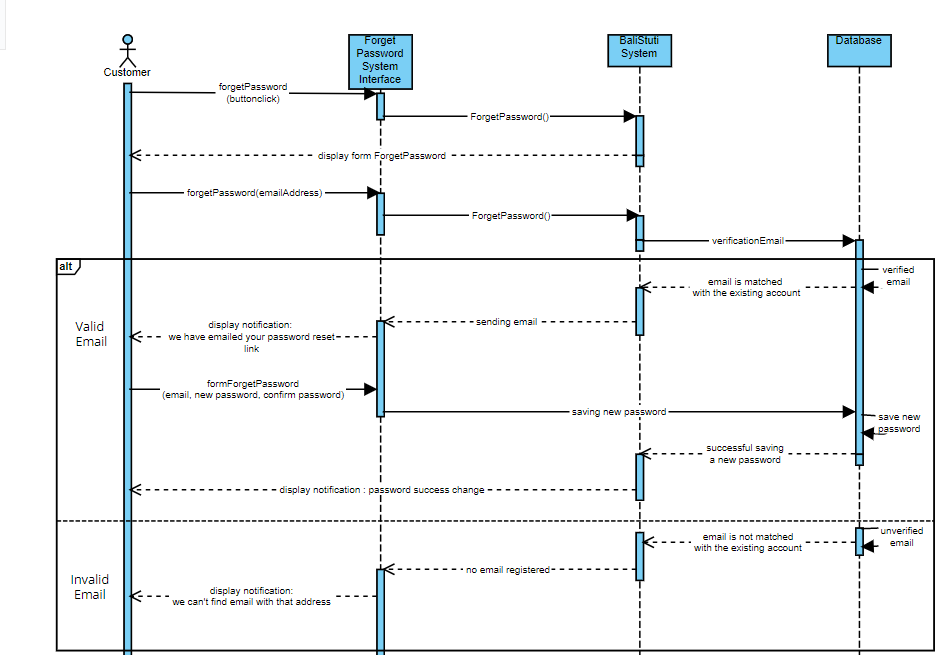 Forget
Password
System
Interface
BaliStuti
System
Database
Customer
forgetPassword
(buttonclick)
ForgetPassword()
display form ForgetPassword
forgetPassword(emailAddress)
ForgetPassword()
verificationEmail
alt
verified
email
email is matched
with the existing account
Valid
Email
sending email
display notification:
we have emailed your password reset
link
formForgetPassword
(email, new password, confirm password)
saving new password
save new
password
successful saving
a new password
display notification : password success change
unverified
email
email is not matched
with the existing account
Invalid
Email
no email registered
display notification:
we can't find email with that address